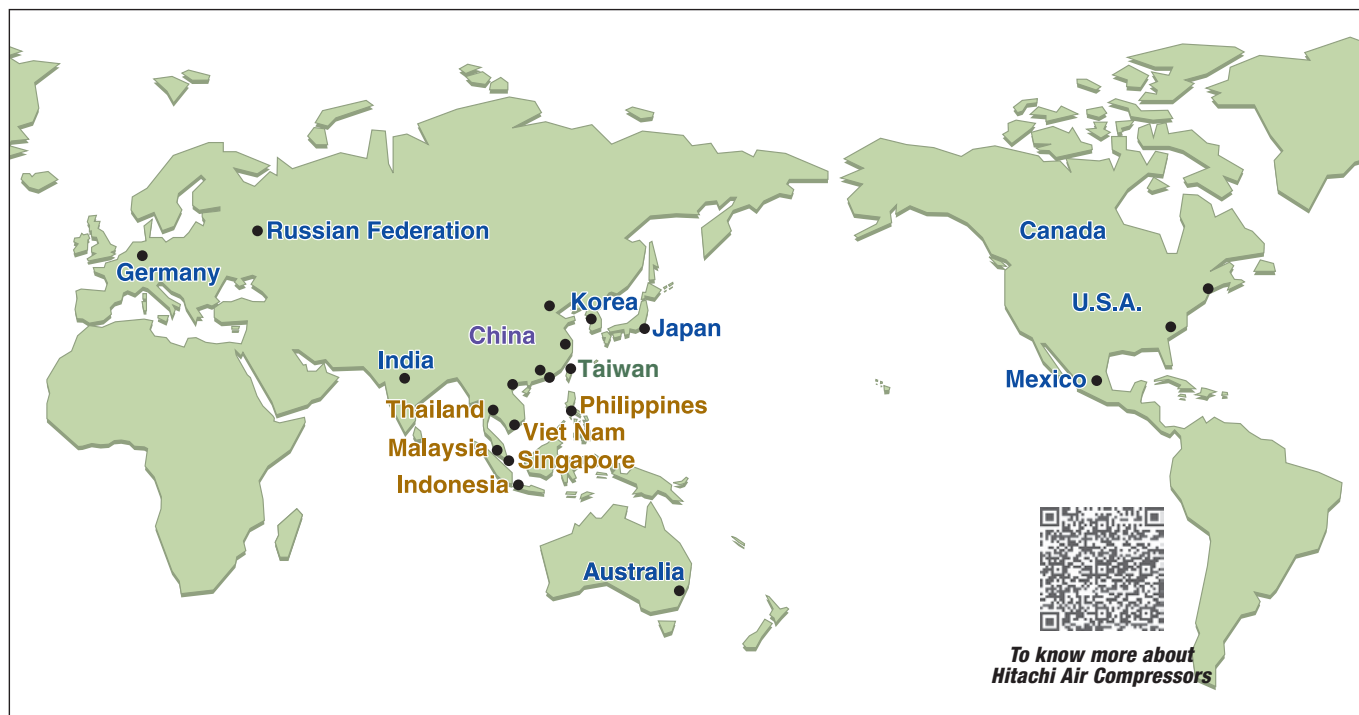 Russian Federation
Canada
Germany
Korea
U.S.A.
Japan
China
India
Taiwan
Mexico
Thailand
Philippines
Viet Nam
Malaysia
Singapore
Indonesia
Australia
To know more about
Hitachi Air Compressors